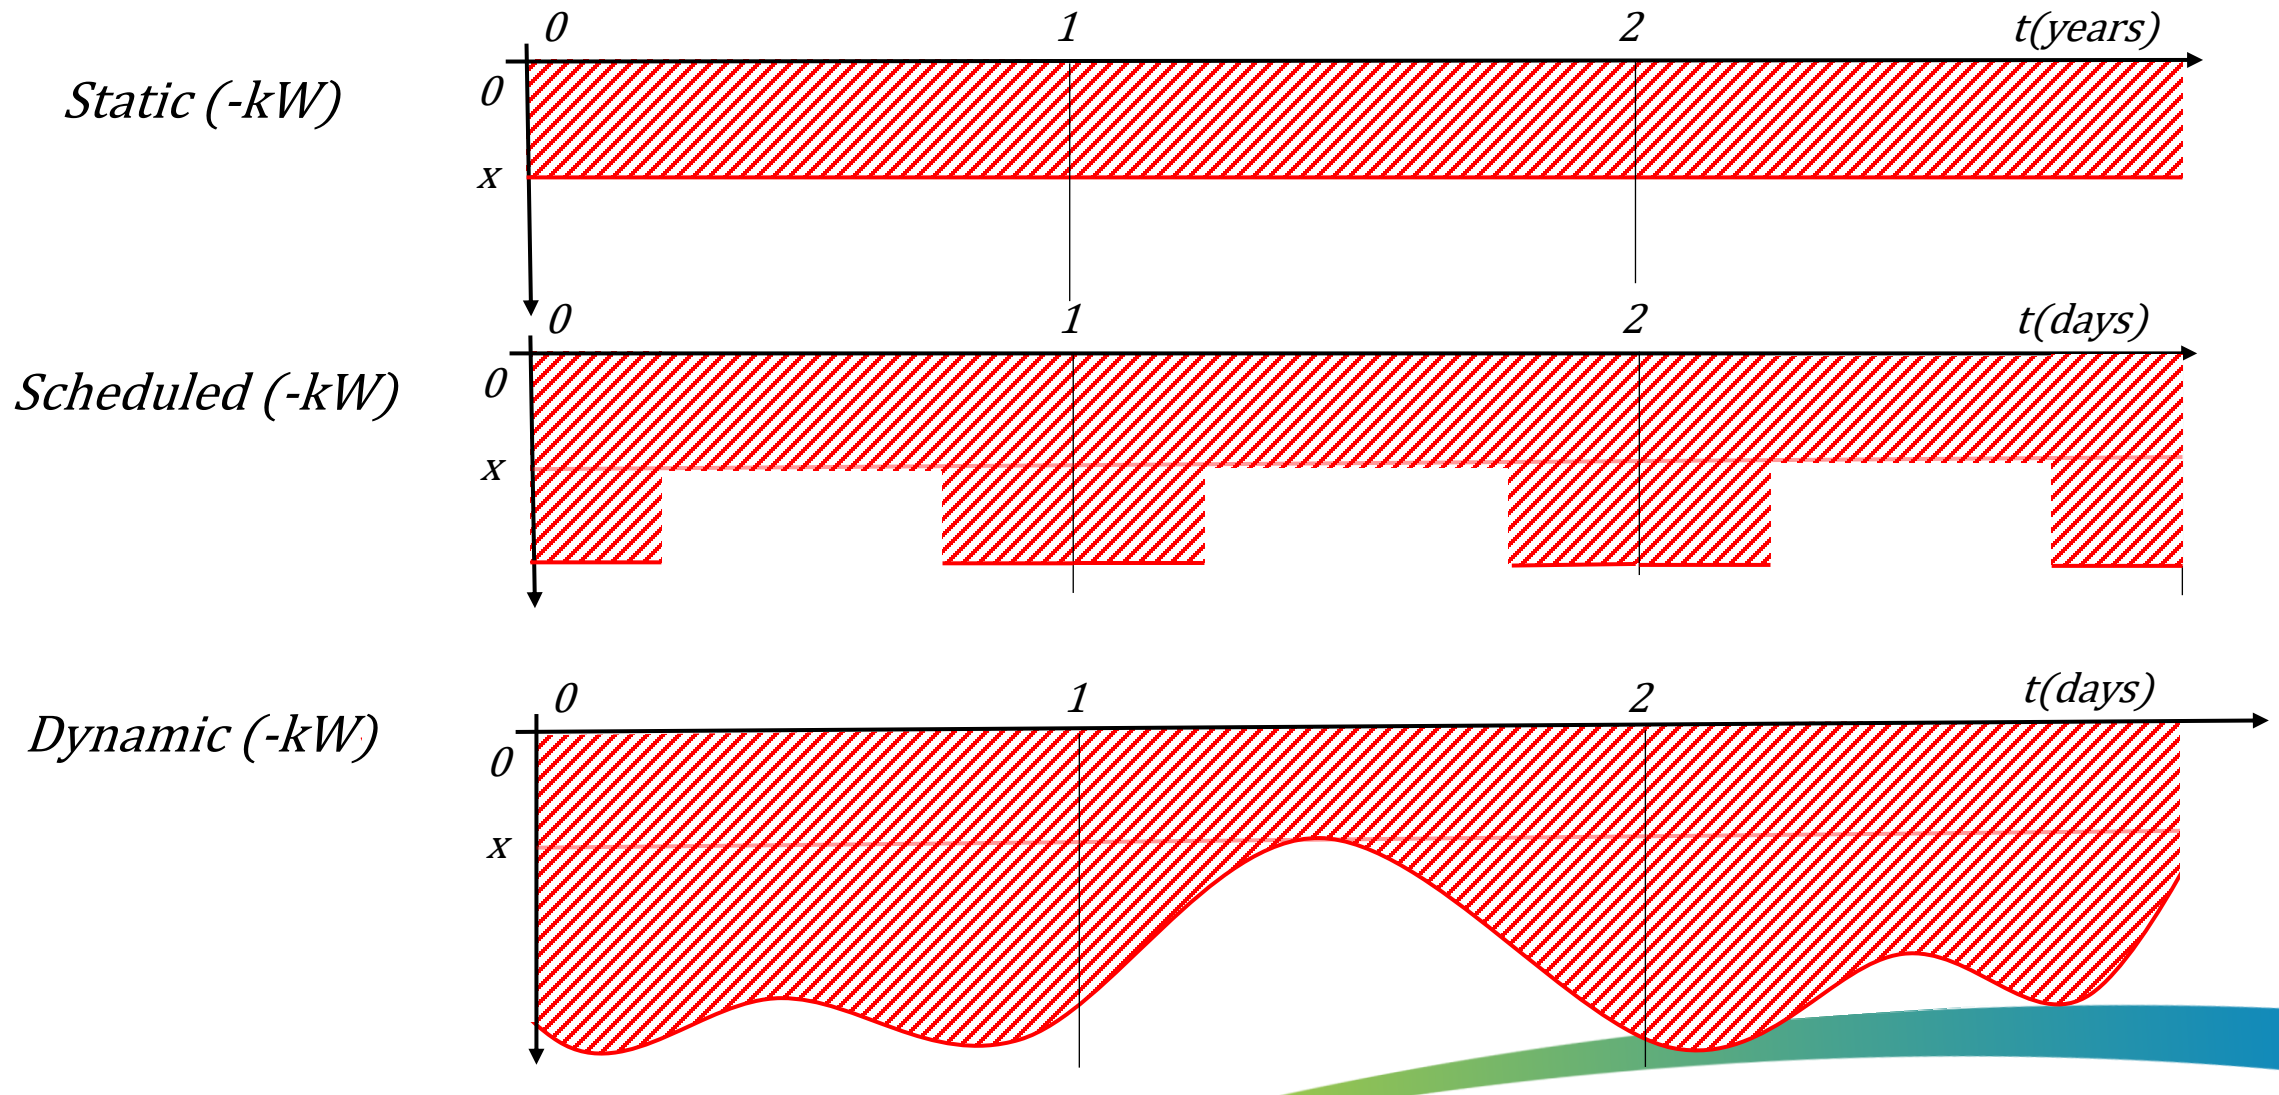 0 1 2 t(years)
Static (-kW)
0
x
0 1 2 t(days)
Scheduled (-kW)
0
x
0 1 2 t(days)
Dynamic (-kW)
0
x